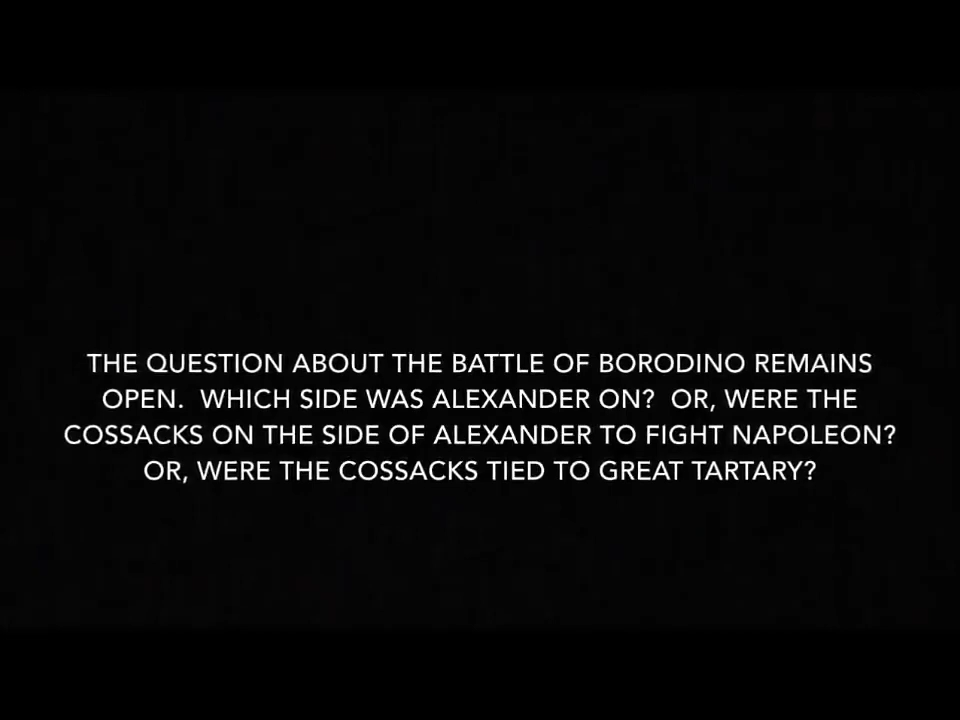 THE QUESTION ABOUT THE BATTLE OF BORODINO REMAINS
OPEN.  WHICH SIDE WAS ALEXANDER ON?  OR, WERE THE
COSSACKS ON THE SIDE OF ALEXANDER TO FIGHT NAPOLEON?
OR, WERE THE COSSACKS TIED TO GREAT TARTARY?